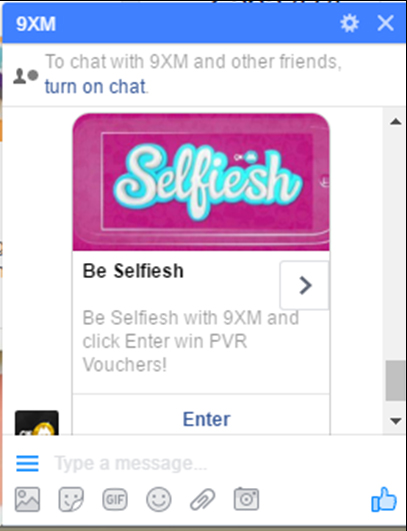 9XM
To chat with 9XM and other friends,
turn on chat.
Selfiesh
Be Selfiesh
Be Selfiesh with 9XM and
click Enter win PVR
Vouchers!
Enter
Type a message...
GIF